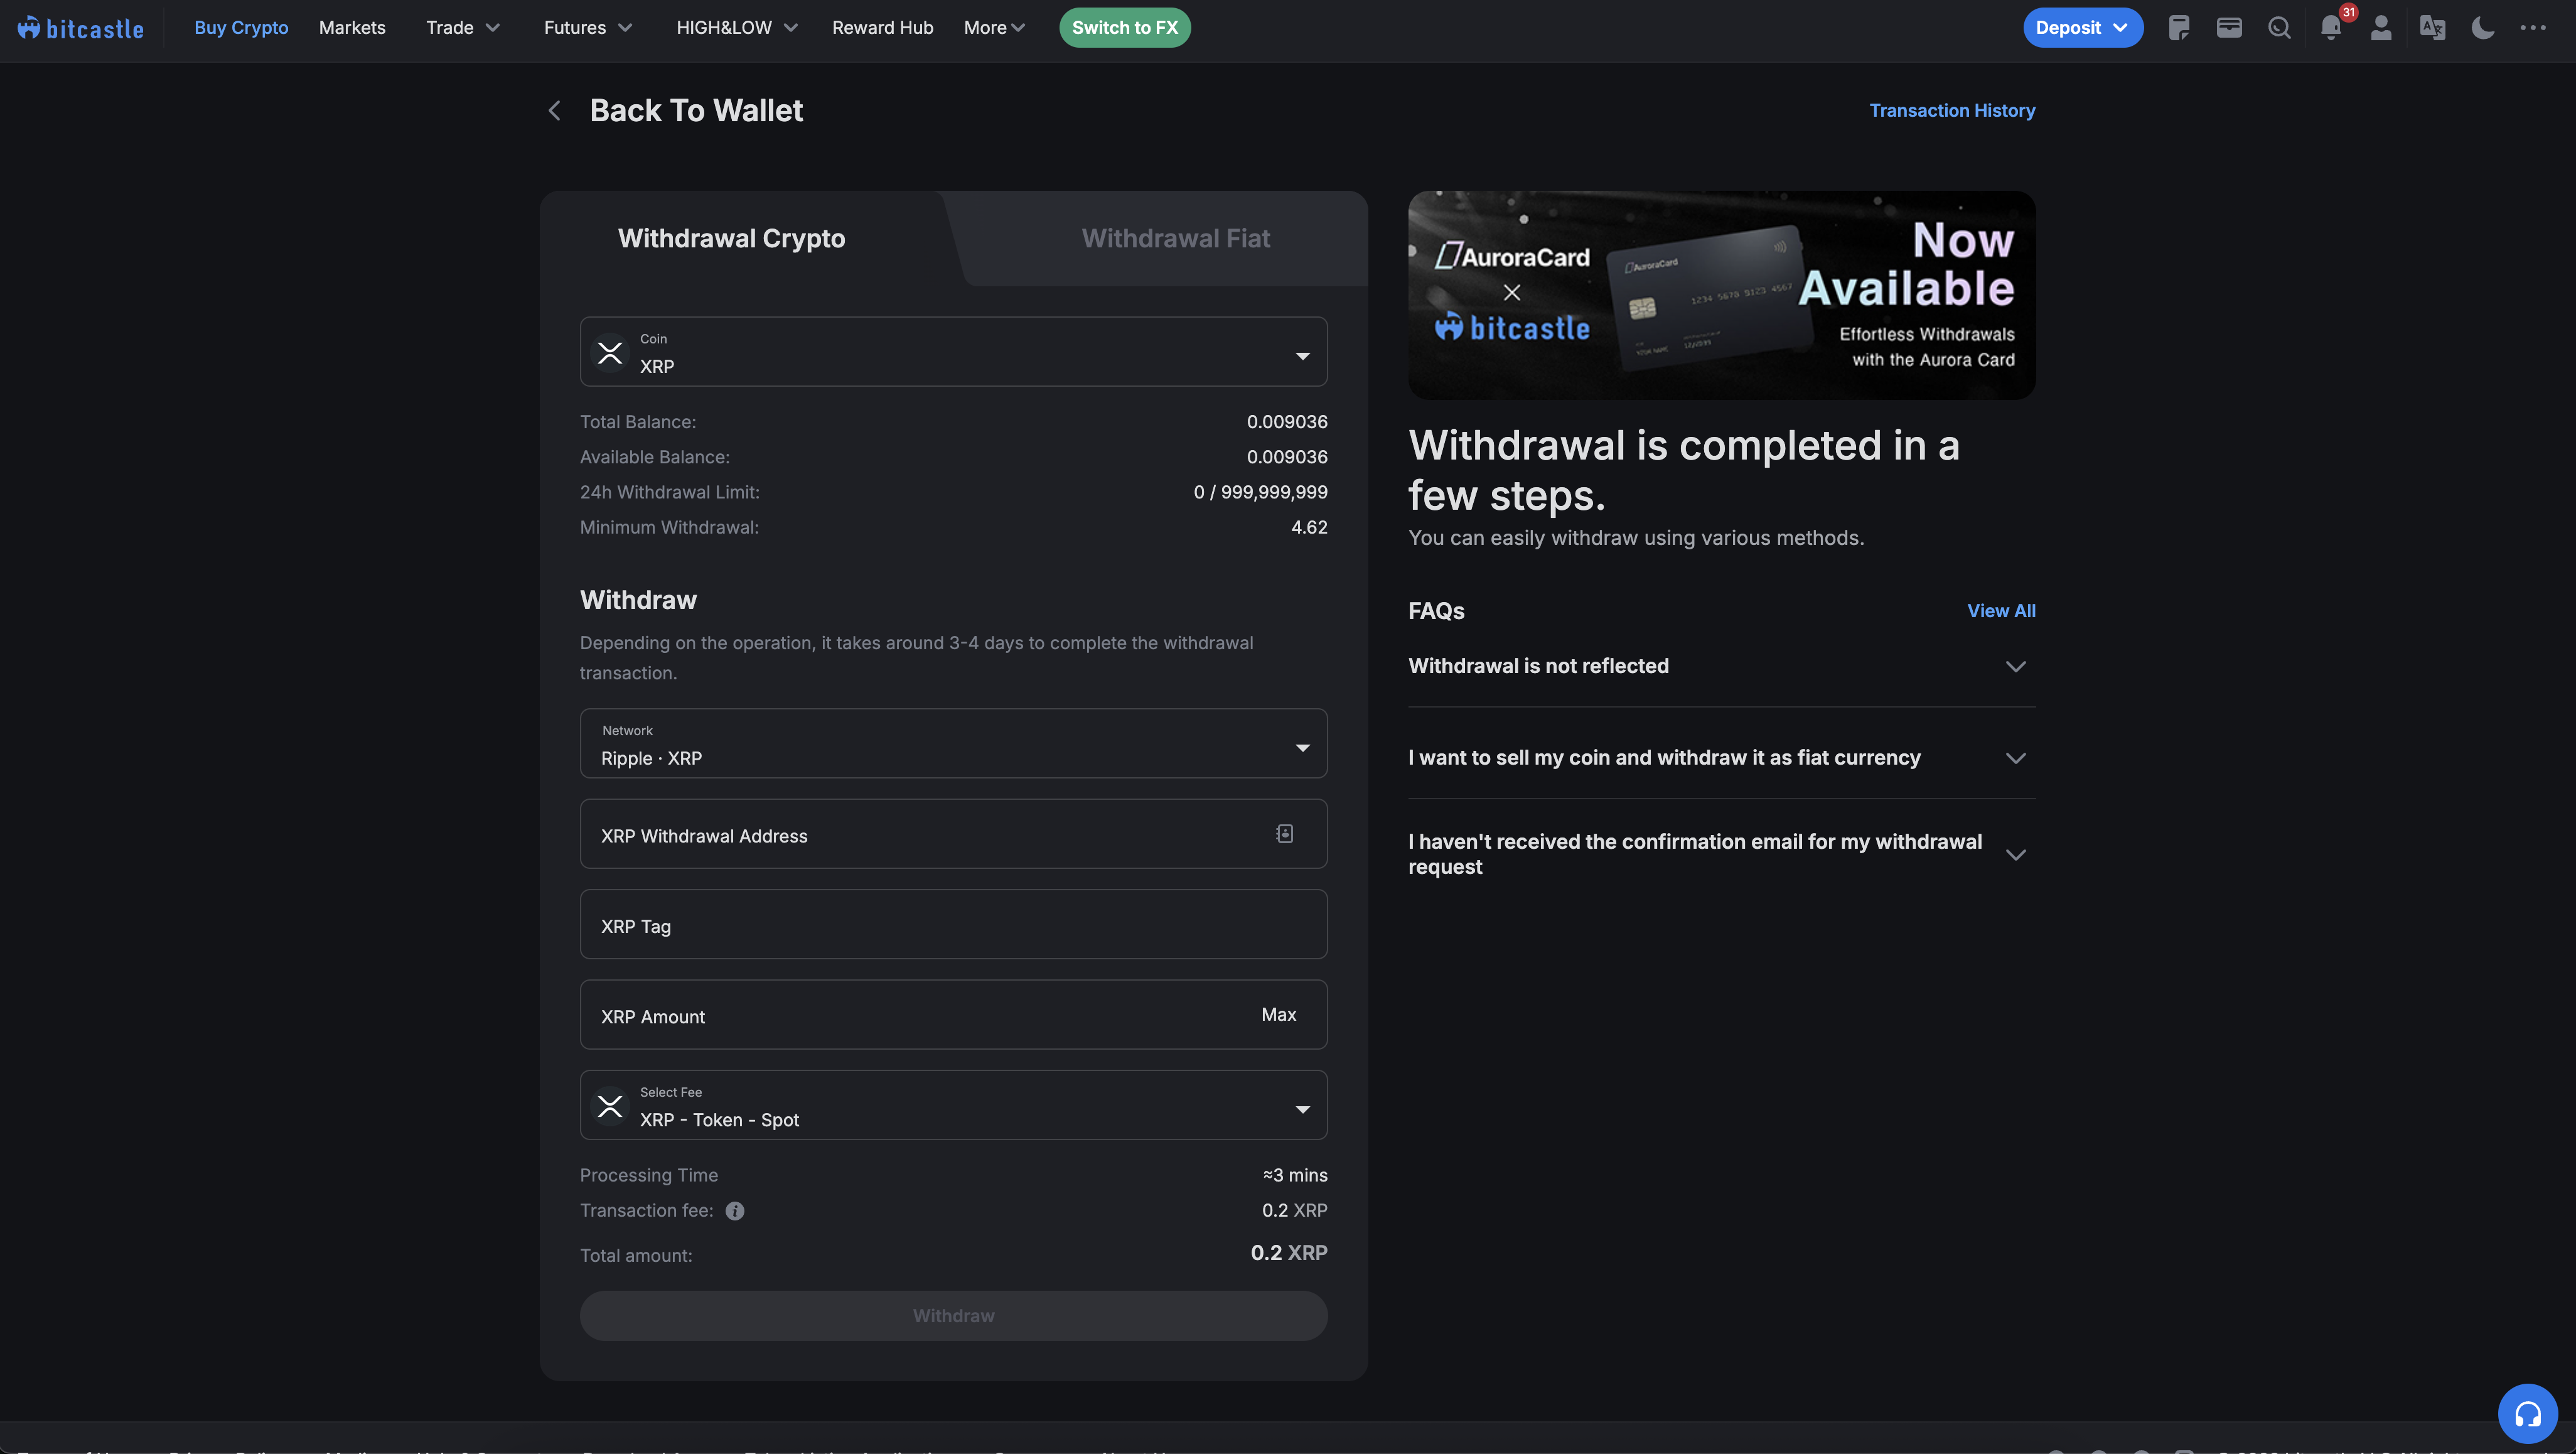 bitcastle
Buy Crypto
Markets
Trade
Futures
HIGH&LOW
Reward Hub
More
Switch to FX
Deposit
31
Back To Wallet
Transaction History
Withdrawal Crypto
Withdrawal Fiat
Coin
XRP
Total Balance: 0.009036
Available Balance: 0.009036
24h Withdrawal Limit: 0 / 999,999,999
Minimum Withdrawal: 4.62
Withdraw
Depending on the operation, it takes around 3-4 days to complete the withdrawal
transaction.
Network
Ripple · XRP
XRP Withdrawal Address
XRP Tag
XRP Amount Max
Select Fee
XRP - Token - Spot
Processing Time ≈3 mins
Transaction fee: 0.2 XRP
Total amount: 0.2 XRP
Withdraw
AuroraCard
×
bitcastle
AuroraCard
1234 5678 9123 4567
Now
Available
Effortless Withdrawals
with the Aurora Card
Withdrawal is completed in a
few steps.
You can easily withdraw using various methods.
FAQs
View All
Withdrawal is not reflected
I want to sell my coin and withdraw it as fiat currency
I haven't received the confirmation email for my withdrawal
request